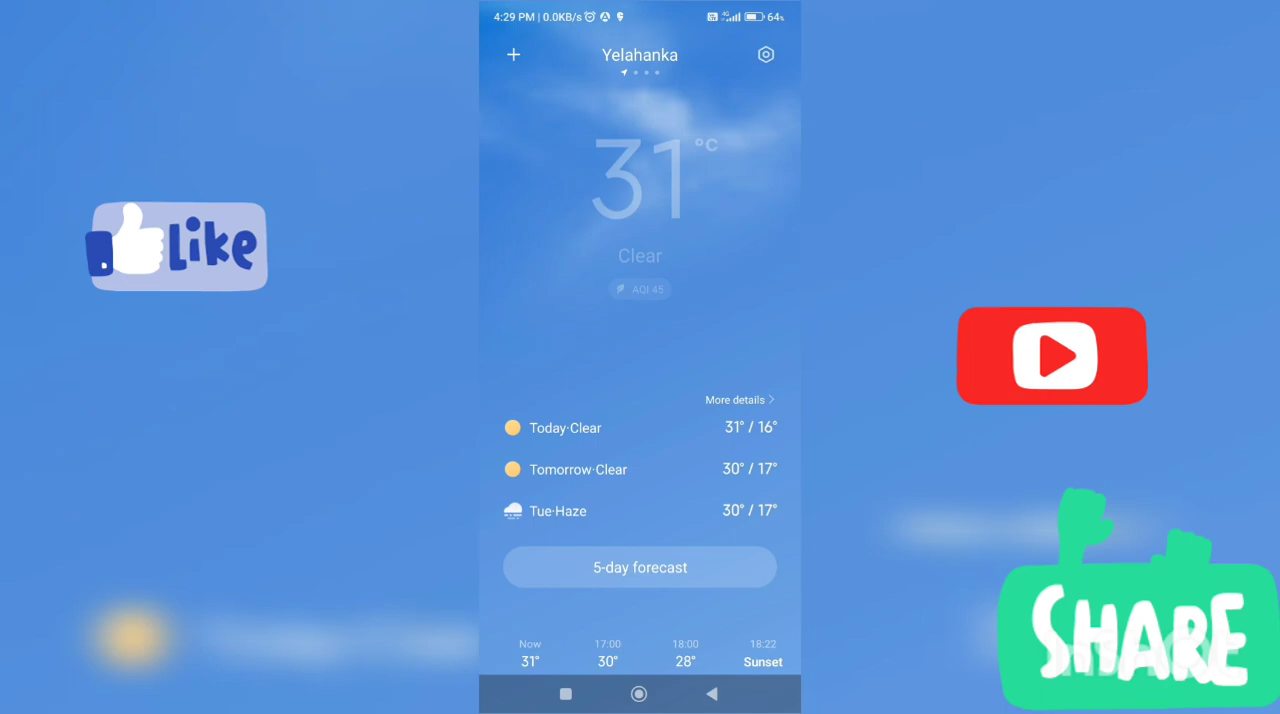 4:29 PM | 0.0KB/s
4G
64%
Yelahanka
31°C
Clear
AQI 45
Like
More details
Today·Clear 31° / 16°
Tomorrow·Clear 30° / 17°
Tue·Haze 30° / 17°
5-day forecast
Now 17:00 18:00 18:22
31° 30° 28° Sunset
SHARE